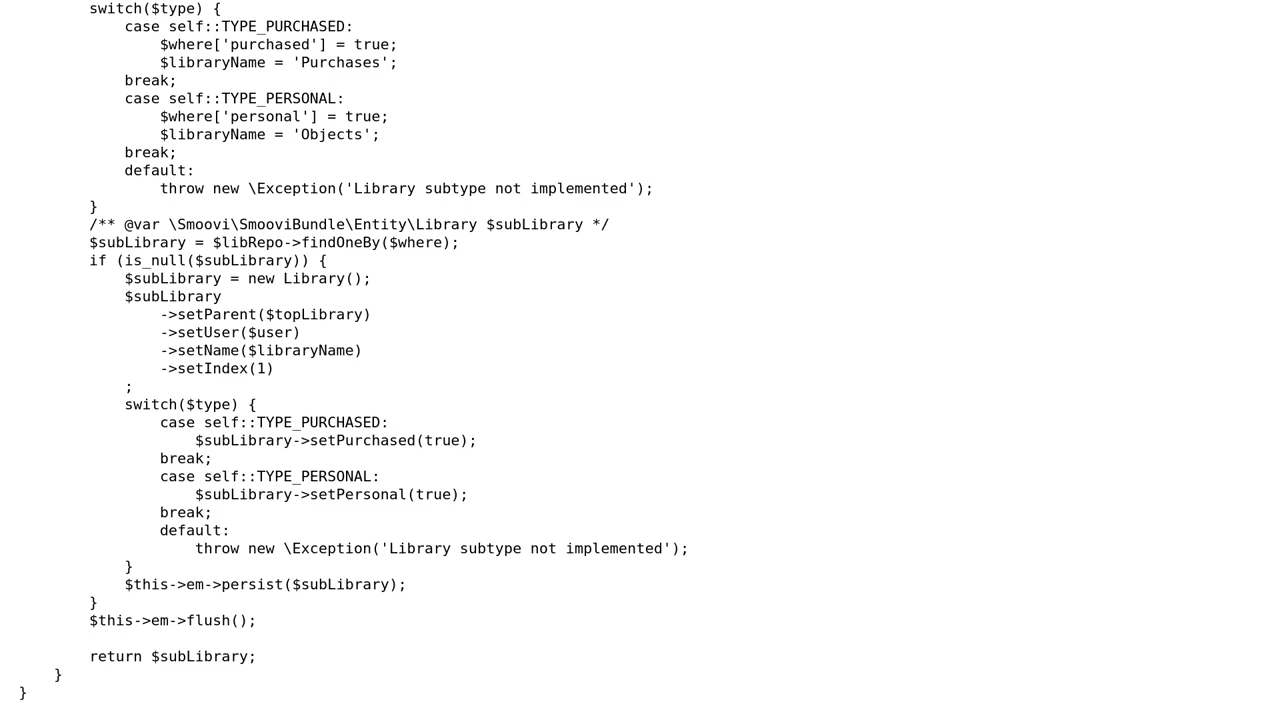 switch($type) {
            case self::TYPE_PURCHASED:
                $where['purchased'] = true;
                $libraryName = 'Purchases';
            break;
            case self::TYPE_PERSONAL:
                $where['personal'] = true;
                $libraryName = 'Objects';
            break;
            default:
                throw new \Exception('Library subtype not implemented');
        }
        /** @var \Smoovi\SmooviBundle\Entity\Library $subLibrary */
        $subLibrary = $libRepo->findOneBy($where);
        if (is_null($subLibrary)) {
            $subLibrary = new Library();
            $subLibrary
                ->setParent($topLibrary)
                ->setUser($user)
                ->setName($libraryName)
                ->setIndex(1)
            ;
            switch($type) {
                case self::TYPE_PURCHASED:
                    $subLibrary->setPurchased(true);
                break;
                case self::TYPE_PERSONAL:
                    $subLibrary->setPersonal(true);
                break;
                default:
                    throw new \Exception('Library subtype not implemented');
            }
            $this->em->persist($subLibrary);
        }
        $this->em->flush();

        return $subLibrary;
    }
}